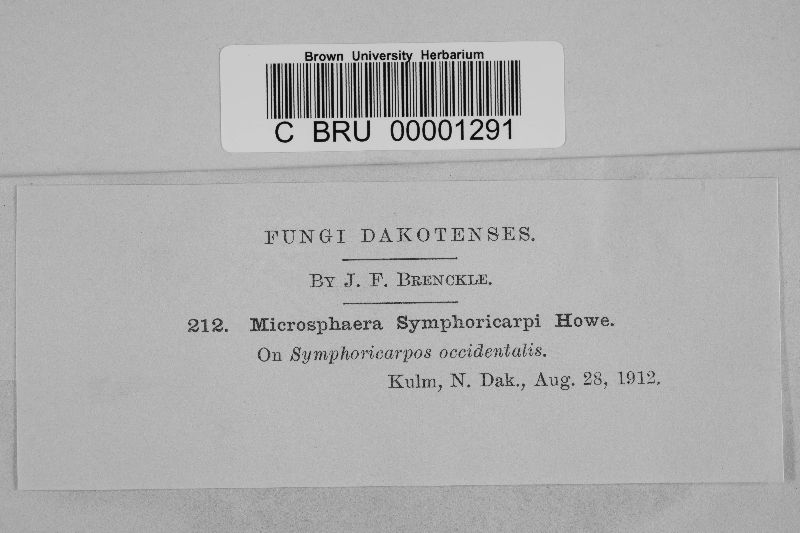 Brown University Herbarium
C BRU 00001291
FUNGI DAKOTENSES.
BY J. F. BRENCKLE.
212. Microsphaera Symphoricarpi Howe.
On Symphoricarpos occidentalis.
Kulm, N. Dak., Aug. 28, 1912.